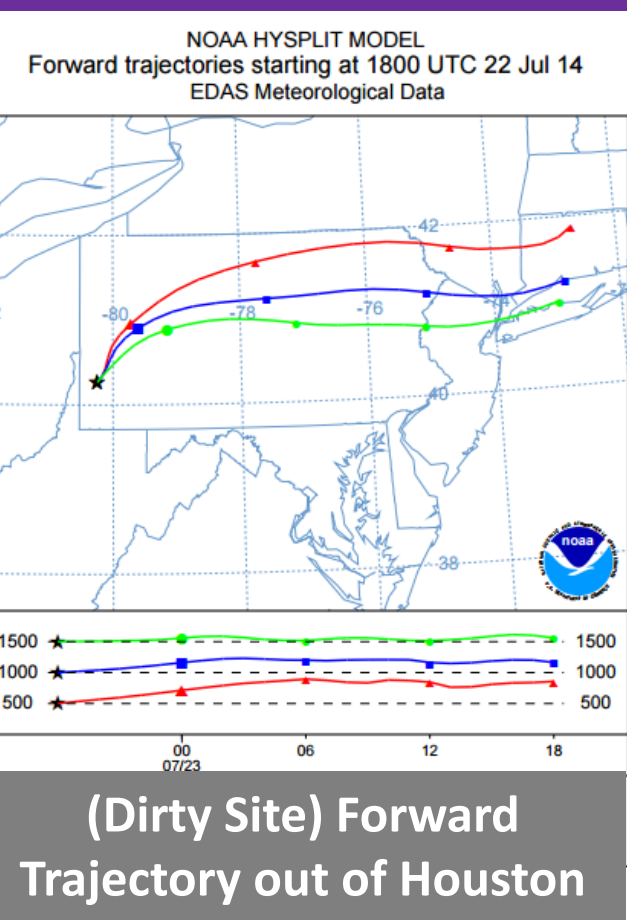 NOAA HYSPLIT MODEL
Forward trajectories starting at 1800 UTC 22 Jul 14
EDAS Meteorological Data
42
-80
-78
-76
40
38
noaa
1500 1500
1000 1000
500 500
00 06 12 18
07/23
(Dirty Site) Forward
Trajectory out of Houston